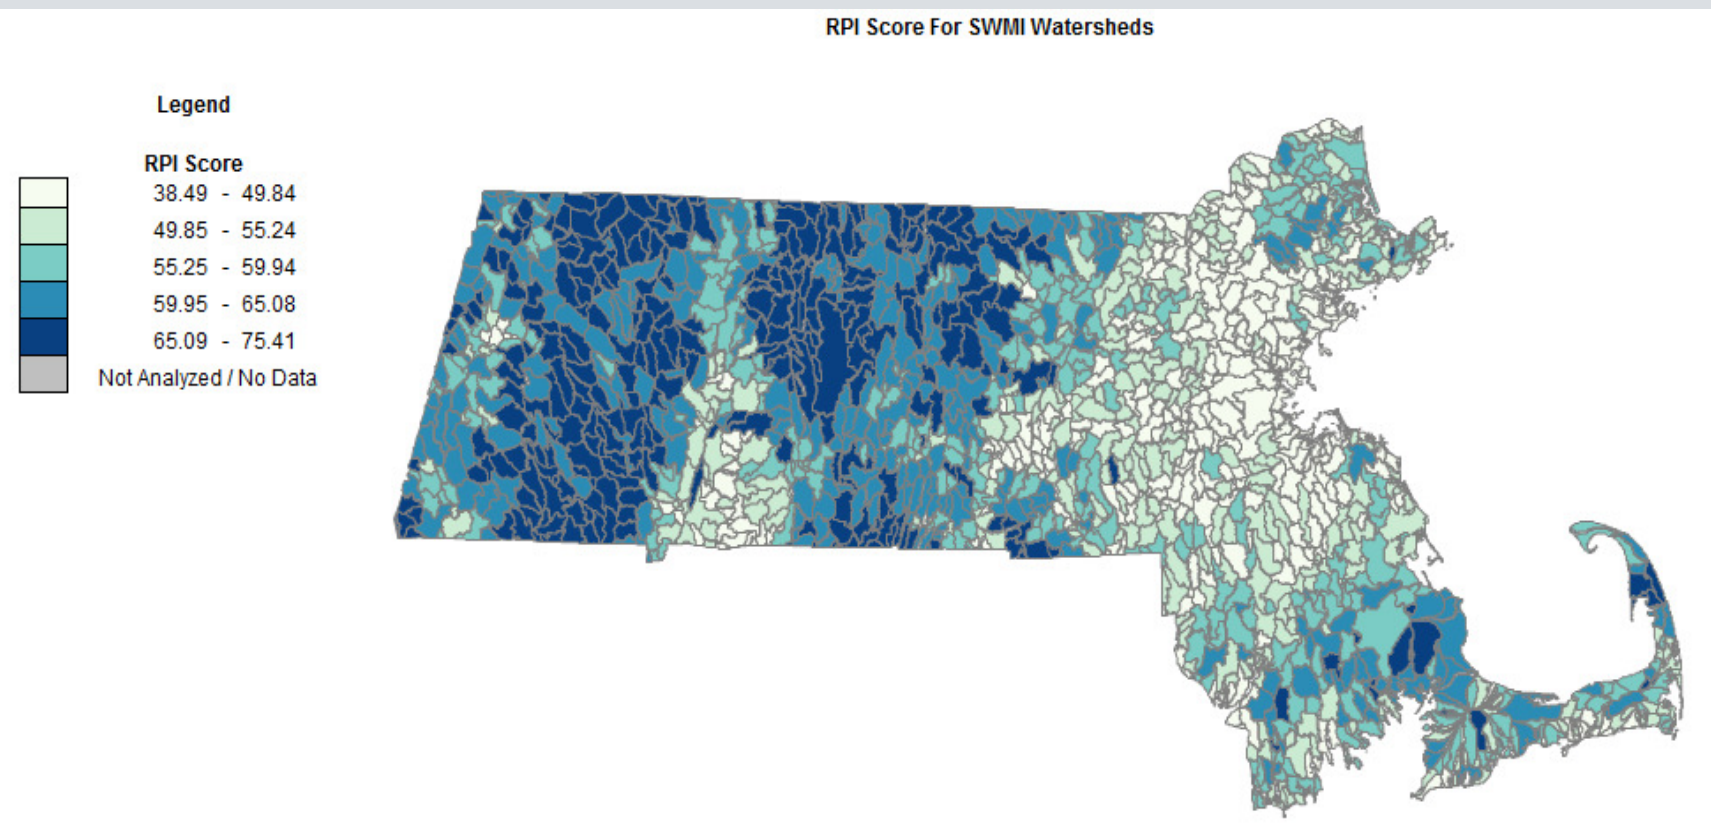 RPI Score For SWMI Watersheds
Legend
RPI Score
38.49 - 49.84
49.85 - 55.24
55.25 - 59.94
59.95 - 65.08
65.09 - 75.41
Not Analyzed / No Data